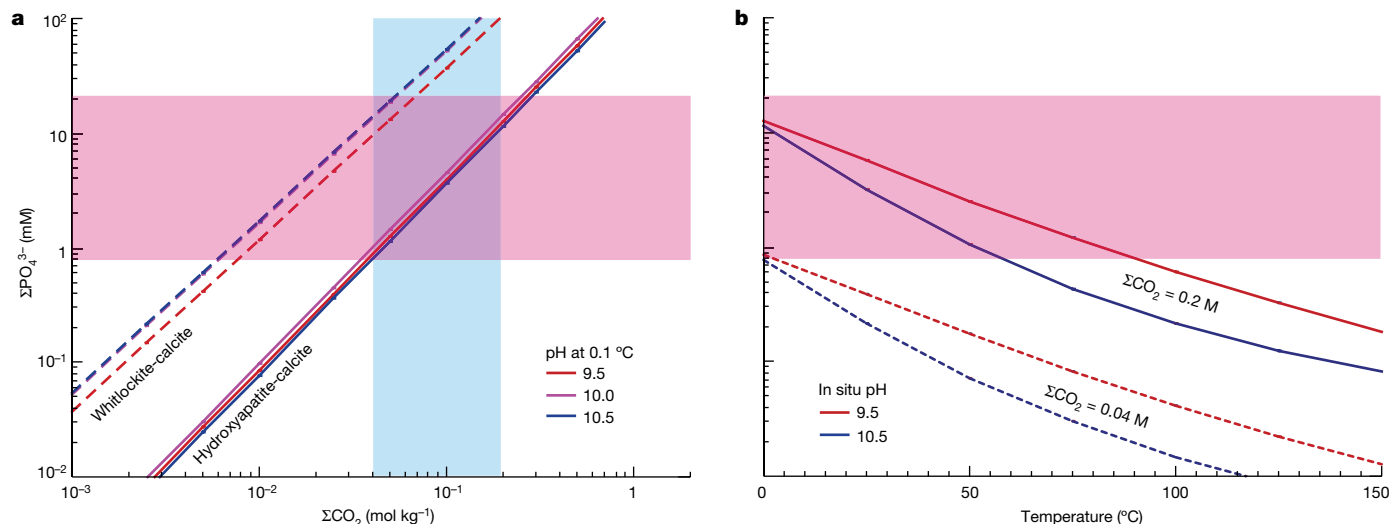 a
b
10²
10
1
10⁻¹
10⁻²
ΣPO₄³⁻ (mM)
Whitlockite-calcite
Hydroxyapatite-calcite
pH at 0.1 °C
9.5
10.0
10.5
10⁻³
10⁻²
10⁻¹
1
ΣCO₂ (mol kg⁻¹)
ΣCO₂ = 0.2 M
ΣCO₂ = 0.04 M
In situ pH
9.5
10.5
0
50
100
150
Temperature (°C)